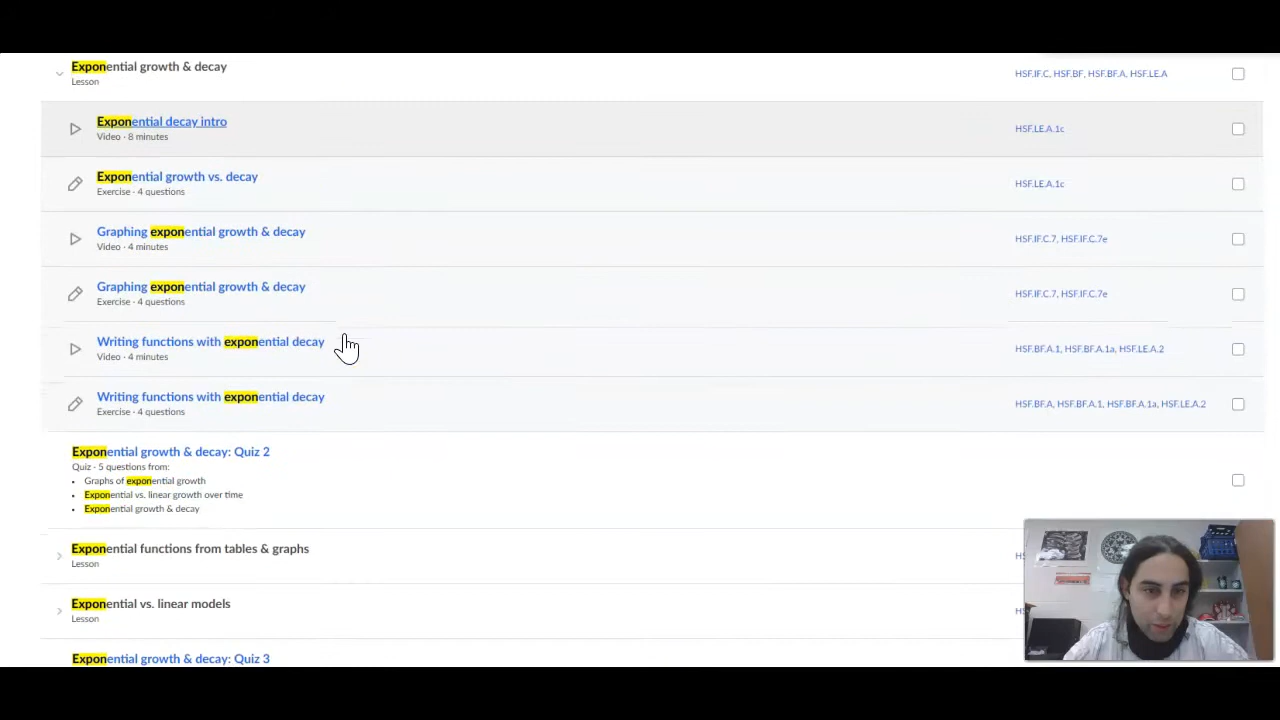 Exponential growth & decay
Lesson
HSF.IF.C, HSF.BF, HSF.BF.A, HSF.LE.A
Exponential decay intro
Video · 8 minutes
HSF.LE.A.1c
Exponential growth vs. decay
Exercise · 4 questions
HSF.LE.A.1c
Graphing exponential growth & decay
Video · 4 minutes
HSF.IF.C.7, HSF.IF.C.7e
Graphing exponential growth & decay
Exercise · 4 questions
HSF.IF.C.7, HSF.IF.C.7e
Writing functions with exponential decay
Video · 4 minutes
HSF.BF.A.1, HSF.BF.A.1a, HSF.LE.A.2
Writing functions with exponential decay
Exercise · 4 questions
HSF.BF.A, HSF.BF.A.1, HSF.BF.A.1a, HSF.LE.A.2
Exponential growth & decay: Quiz 2
Quiz · 5 questions from:
• Graphs of exponential growth
• Exponential vs. linear growth over time
• Exponential growth & decay
Exponential functions from tables & graphs
Lesson
Exponential vs. linear models
Lesson
Exponential growth & decay: Quiz 3